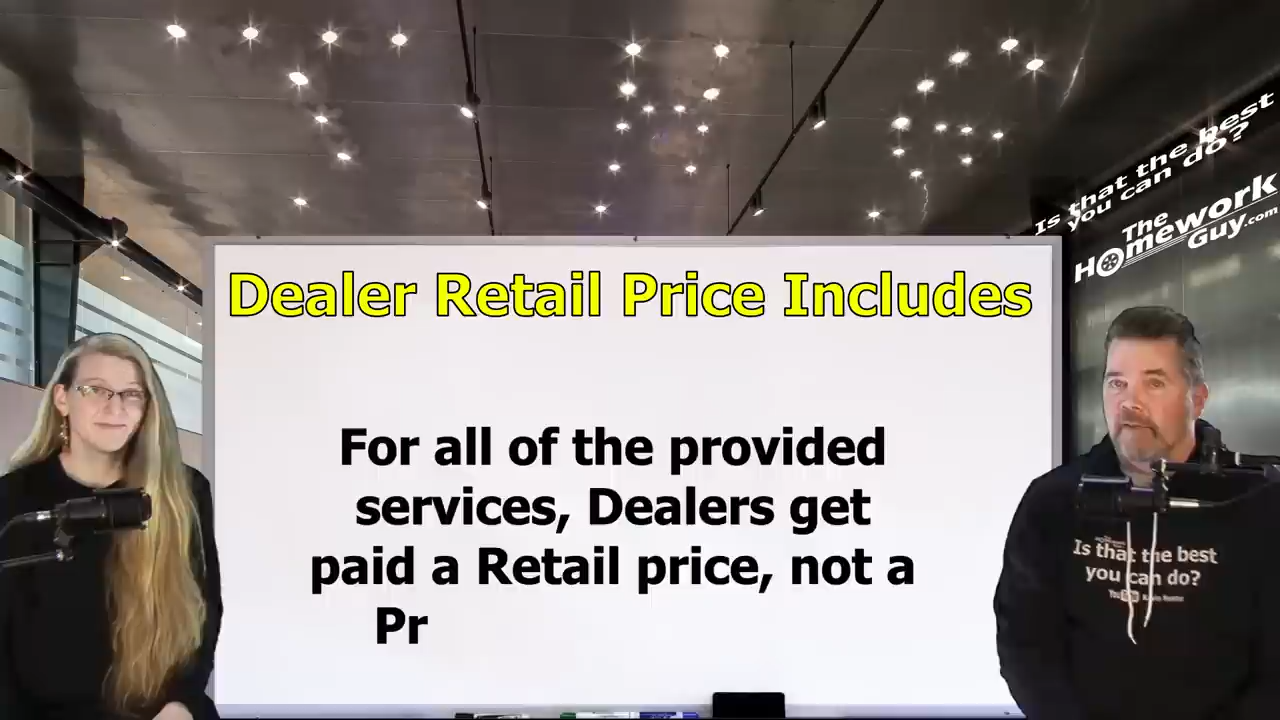 Is that the best
you can do?
The
Homework
Guy.com
Dealer Retail Price Includes
For all of the provided
services, Dealers get
paid a Retail price, not a
Pr
Is that the best
you can do?
YouTube